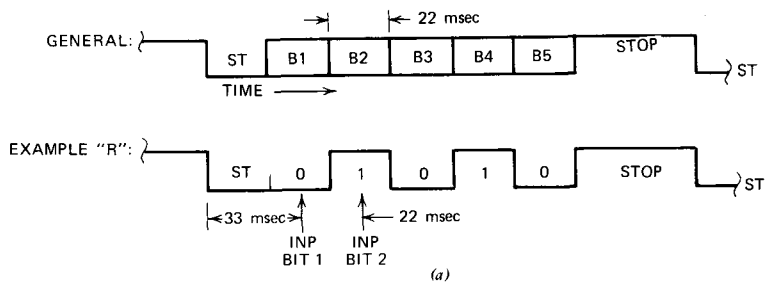 22 msec
GENERAL: ST B1 B2 B3 B4 B5 STOP ST
TIME
EXAMPLE "R": ST 0 1 0 1 0 STOP ST
33 msec 22 msec
INP INP
BIT 1 BIT 2
(a)